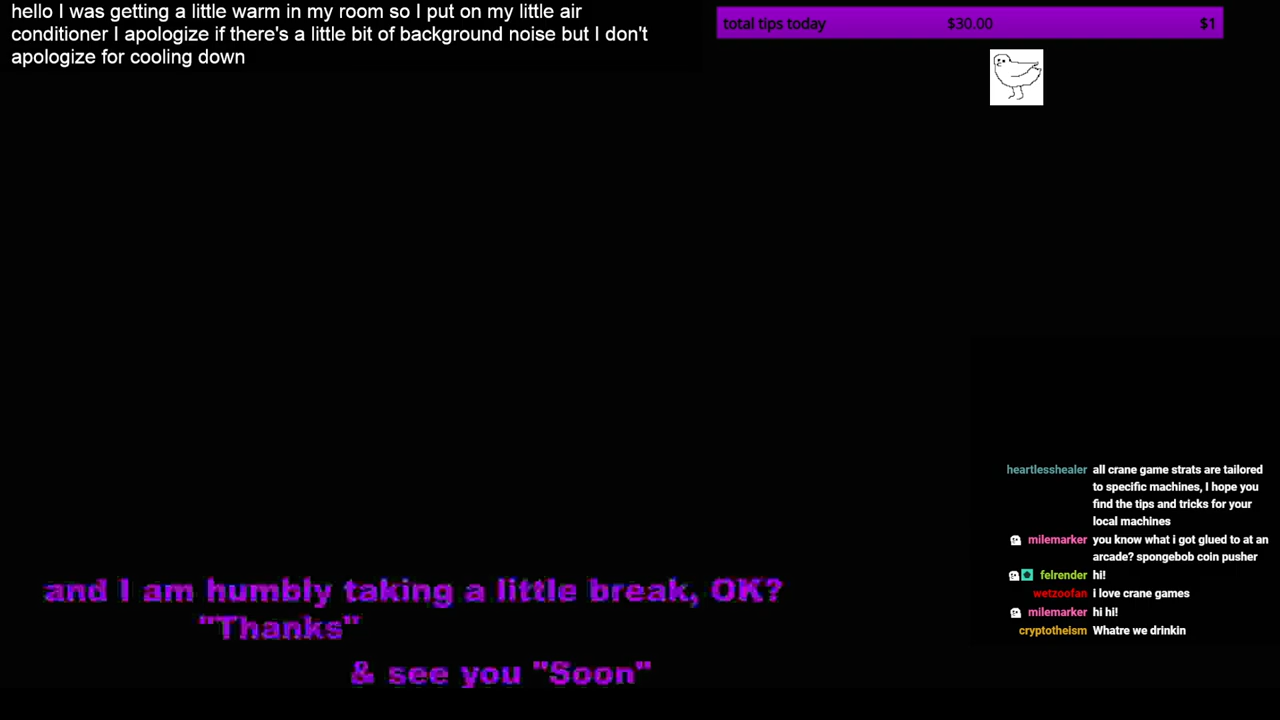 hello I was getting a little warm in my room so I put on my little air
conditioner I apologize if there's a little bit of background noise but I don't
apologize for cooling down
total tips today $30.00 $1
heartlesshealer all crane game strats are tailored
to specific machines, I hope you
find the tips and tricks for your
local machines
milemarker you know what i got glued to at an
arcade? spongebob coin pusher
felrender hi!
wetzoofan i love crane games
milemarker hi hi!
cryptotheism Whatre we drinkin
and I am humbly taking a little break, OK?
"Thanks"
& see you "Soon"